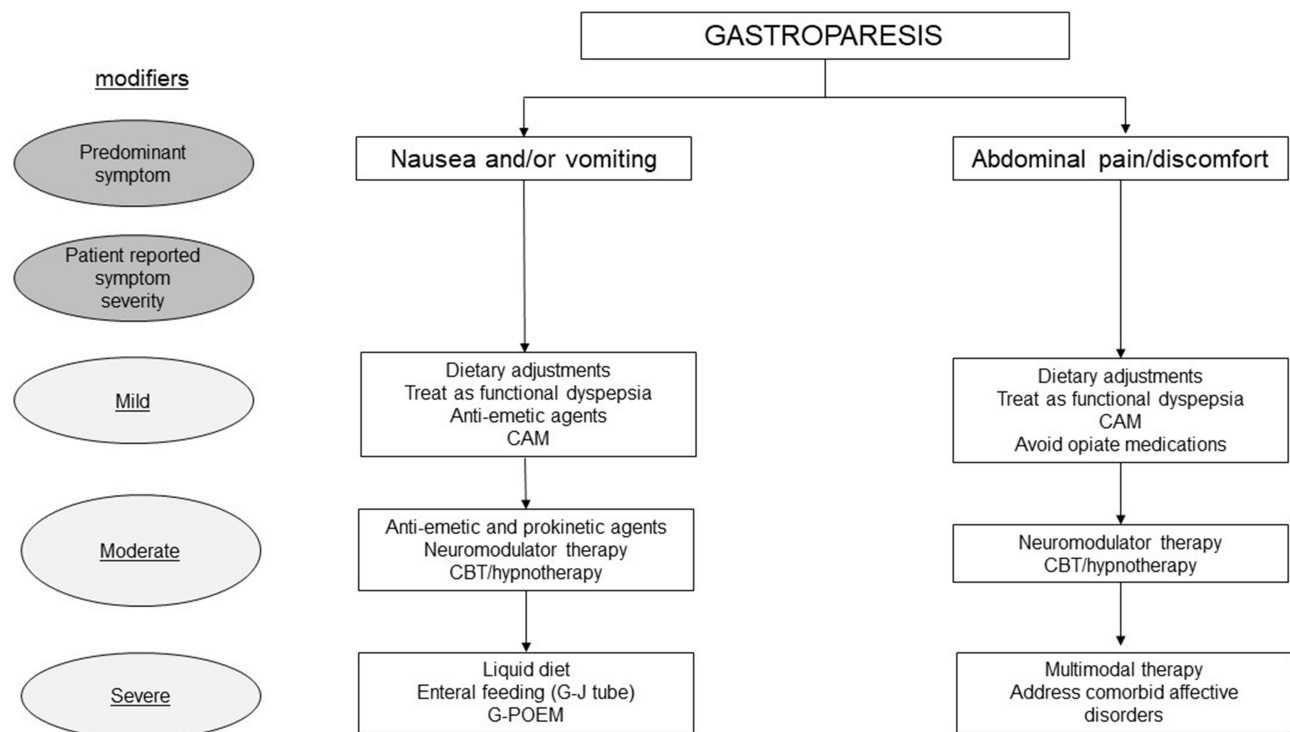 GASTROPARESIS
modifiers
Predominant
symptom
Nausea and/or vomiting
Abdominal pain/discomfort
Patient reported
symptom
severity
Mild
Dietary adjustments
Treat as functional dyspepsia
Anti-emetic agents
CAM
Dietary adjustments
Treat as functional dyspepsia
CAM
Avoid opiate medications
Moderate
Anti-emetic and prokinetic agents
Neuromodulator therapy
CBT/hypnotherapy
Neuromodulator therapy
CBT/hypnotherapy
Severe
Liquid diet
Enteral feeding (G-J tube)
G-POEM
Multimodal therapy
Address comorbid affective
disorders